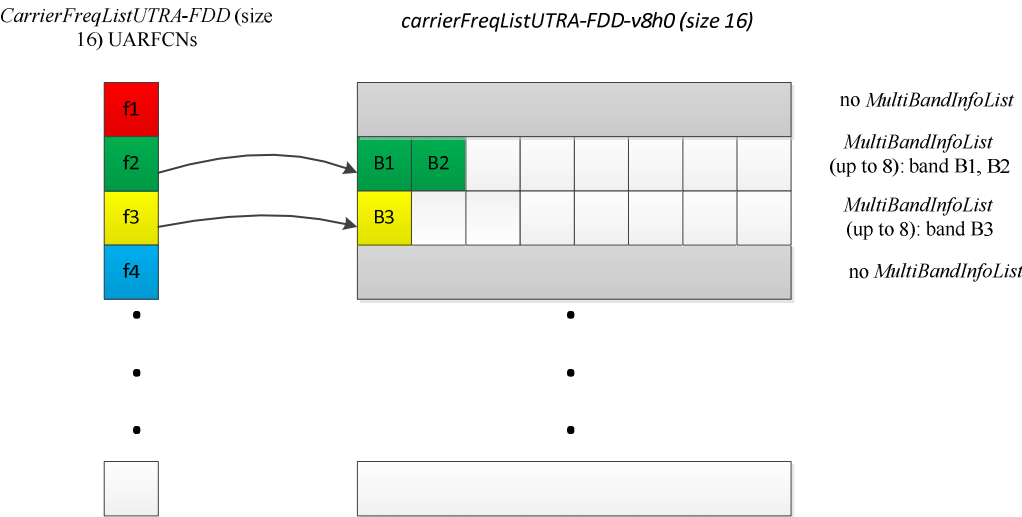 CarrierFreqListUTRA-FDD (size
16) UARFCNs
carrierFreqListUTRA-FDD-v8h0 (size 16)
f1
no MultiBandInfoList
f2
B1 B2
MultiBandInfoList
(up to 8): band B1, B2
f3
B3
MultiBandInfoList
(up to 8): band B3
f4
no MultiBandInfoList